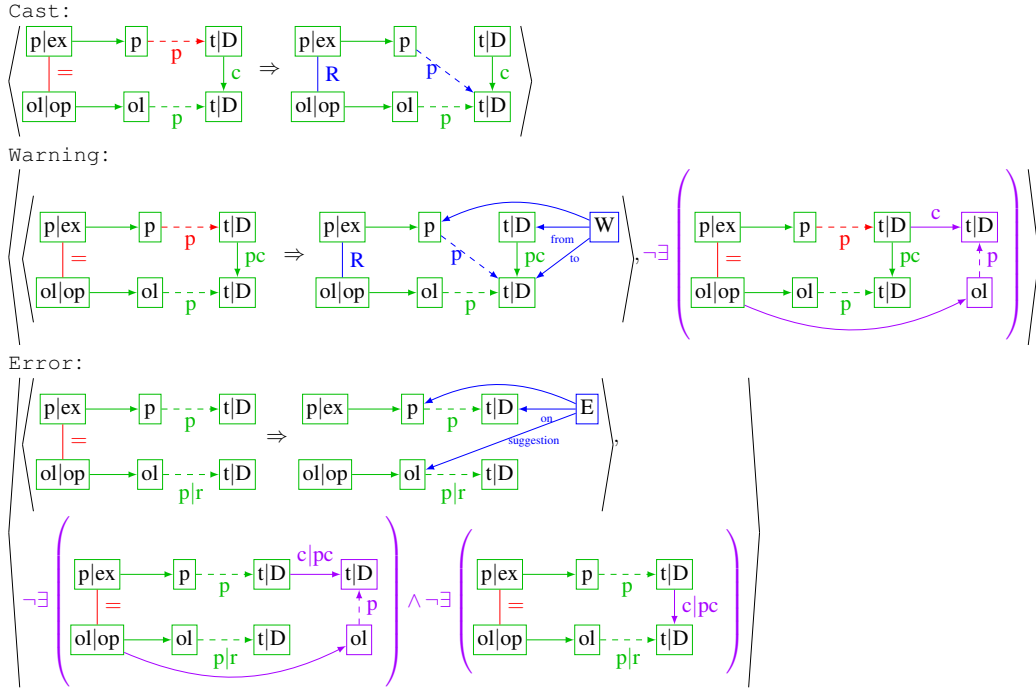 Cast:
p|ex p t|D ⇒ p|ex p t|D
p p
= c R c
ol|op ol t|D ol|op ol t|D
p p
Warning:
p|ex p t|D ⇒ p|ex p t|D W , ¬∃ p|ex p t|D c t|D
p p from p
= pc R pc to = pc p
ol|op ol t|D ol|op ol t|D ol|op ol t|D ol
p p p
Error:
p|ex p t|D ⇒ p|ex p t|D E ,
p p on
= suggestion
ol|op ol t|D ol|op ol t|D
p|r p|r
¬∃ p|ex p t|D c|pc t|D ∧ ¬∃ p|ex p t|D
p p
= p = c|pc
ol|op ol t|D ol ol|op ol t|D
p|r p|r